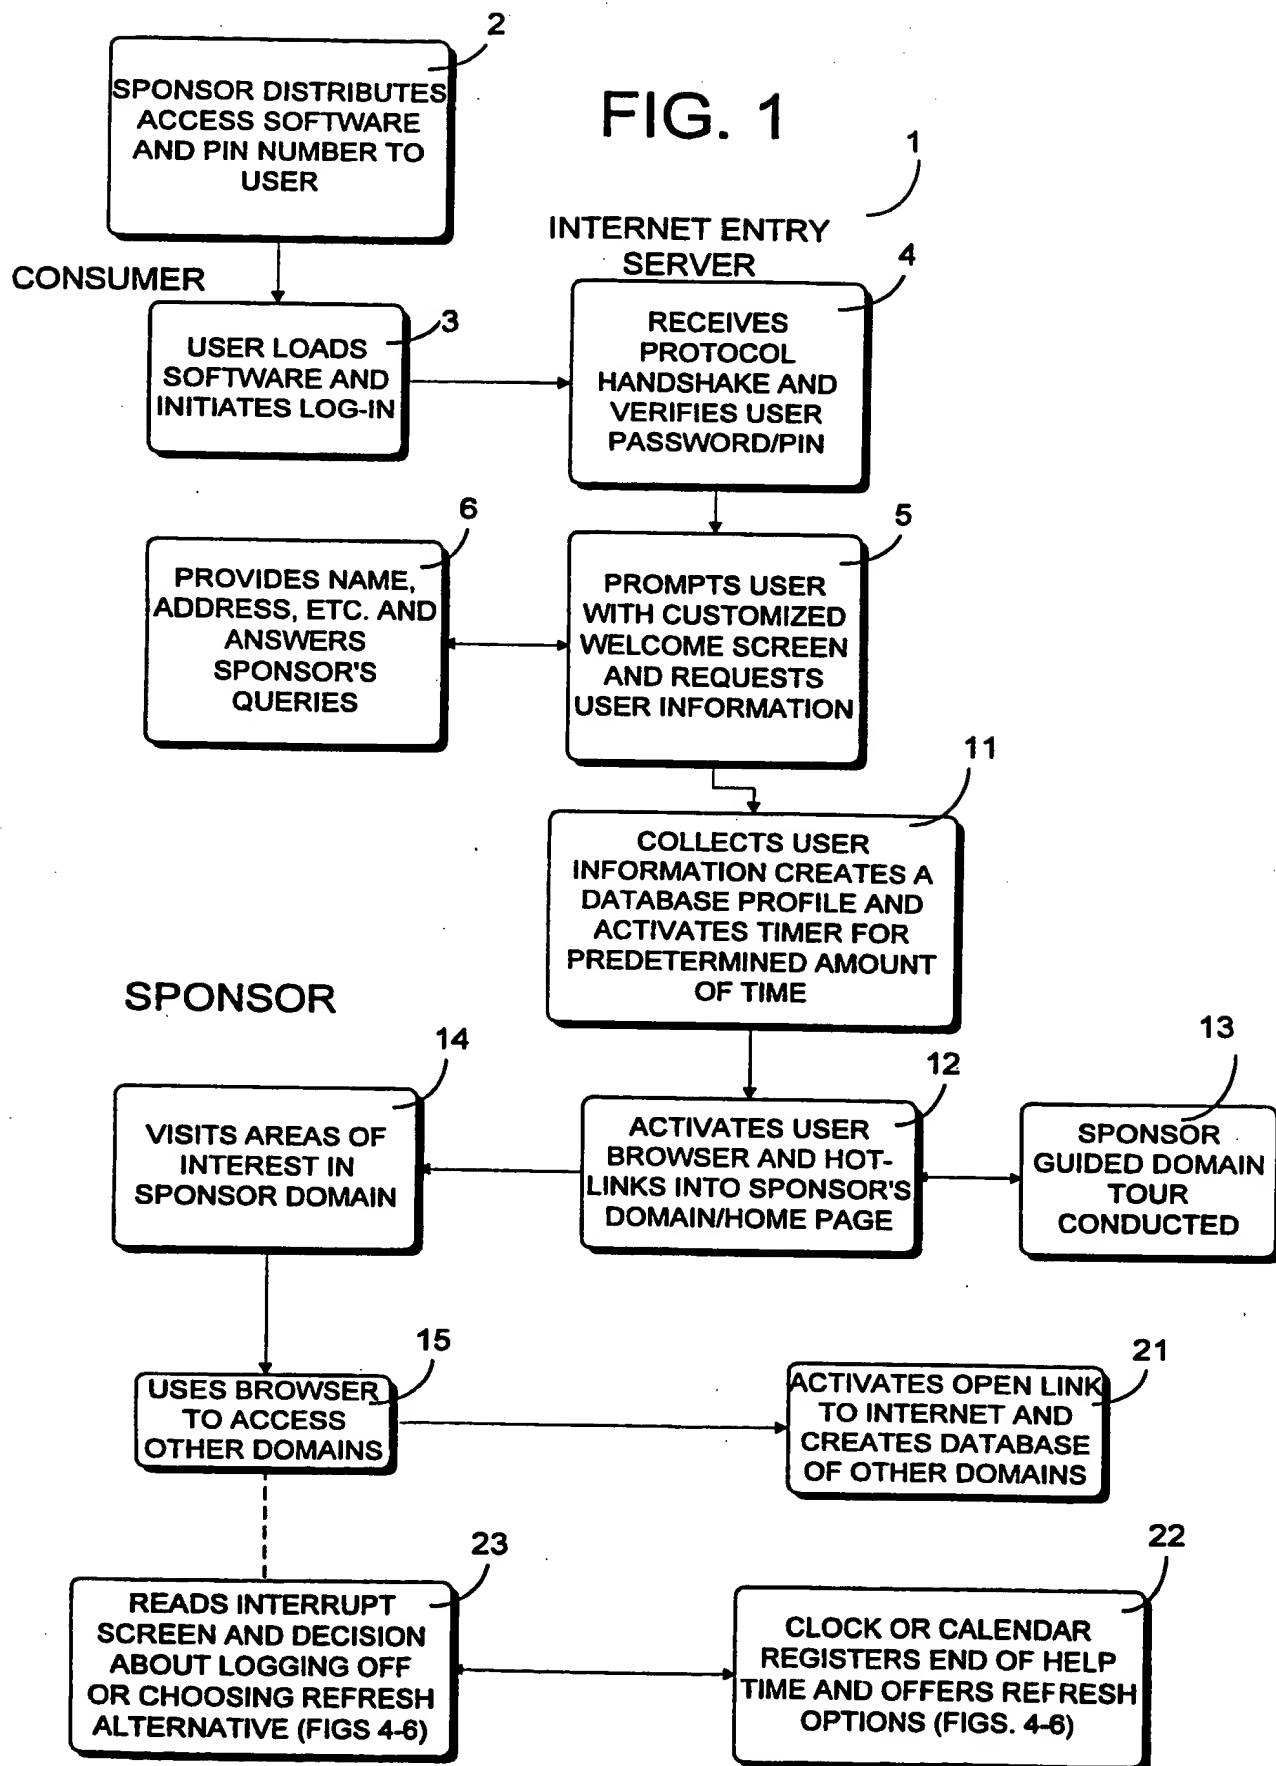 2
SPONSOR DISTRIBUTES
ACCESS SOFTWARE
AND PIN NUMBER TO
USER
FIG. 1
1
INTERNET ENTRY
SERVER
CONSUMER
3
USER LOADS
SOFTWARE AND
INITIATES LOG-IN
4
RECEIVES
PROTOCOL
HANDSHAKE AND
VERIFIES USER
PASSWORD/PIN
6
PROVIDES NAME,
ADDRESS, ETC. AND
ANSWERS
SPONSOR'S
QUERIES
5
PROMPTS USER
WITH CUSTOMIZED
WELCOME SCREEN
AND REQUESTS
USER INFORMATION
11
COLLECTS USER
INFORMATION CREATES A
DATABASE PROFILE AND
ACTIVATES TIMER FOR
PREDETERMINED AMOUNT
OF TIME
SPONSOR
14
VISITS AREAS OF
INTEREST IN
SPONSOR DOMAIN
12
ACTIVATES USER
BROWSER AND HOT-
LINKS INTO SPONSOR'S
DOMAIN/HOME PAGE
13
SPONSOR
GUIDED DOMAIN
TOUR
CONDUCTED
15
USES BROWSER
TO ACCESS
OTHER DOMAINS
21
ACTIVATES OPEN LINK
TO INTERNET AND
CREATES DATABASE
OF OTHER DOMAINS
23
READS INTERRUPT
SCREEN AND DECISION
ABOUT LOGGING OFF
OR CHOOSING REFRESH
ALTERNATIVE (FIGS 4-6)
22
CLOCK OR CALENDAR
REGISTERS END OF HELP
TIME AND OFFERS REFRESH
OPTIONS (FIGS. 4-6)